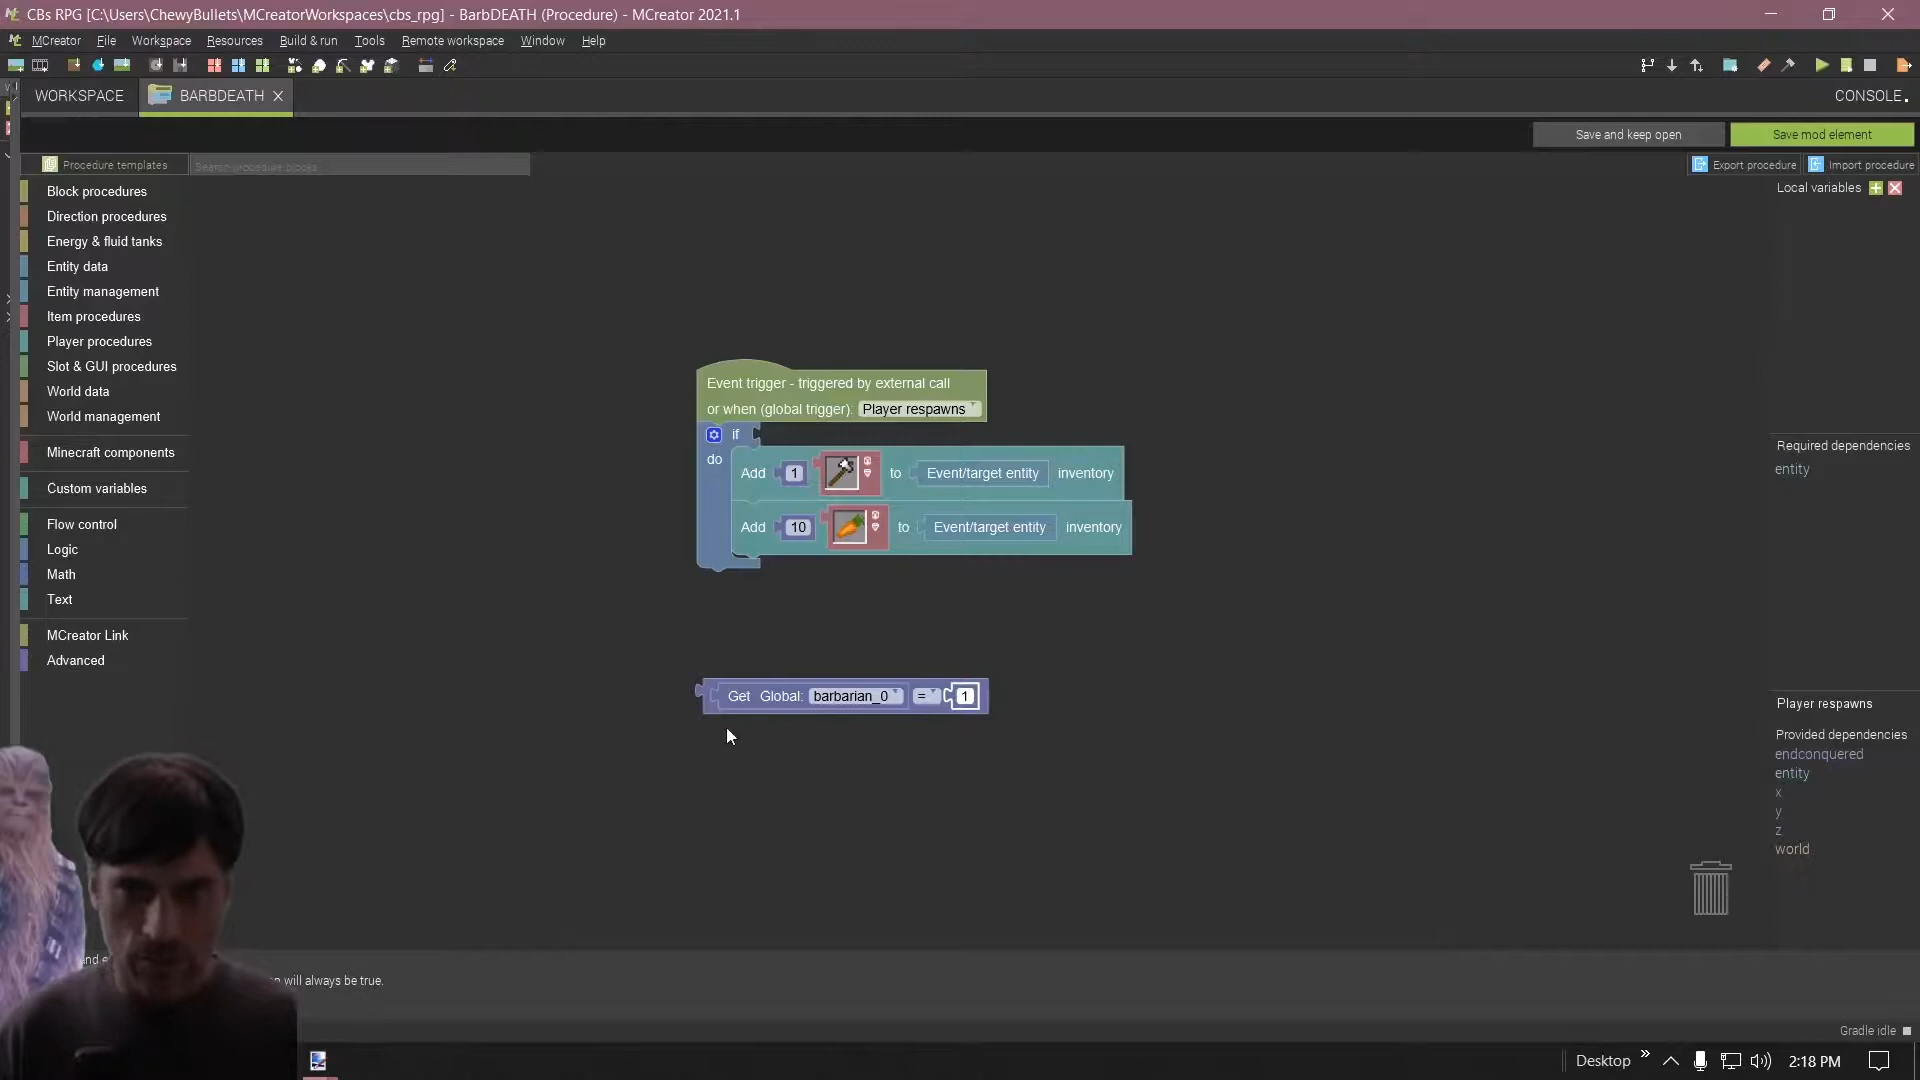 CBs RPG [C:\Users\ChewyBullets\MCreatorWorkspaces\cbs_rpg] - BarbDEATH (Procedure) - MCreator 2021.1
MCreator File Workspace Resources Build & run Tools Remote workspace Window Help
WORKSPACE BARBDEATH CONSOLE
Save and keep open Save mod element
Procedure templates Search procedure blocks Export procedure Import procedure
Local variables
Block procedures
Direction procedures
Energy & fluid tanks
Entity data
Entity management
Item procedures
Player procedures
Slot & GUI procedures
World data
World management
Minecraft components
Custom variables
Flow control
Logic
Math
Text
MCreator Link
Advanced
Event trigger - triggered by external call
or when (global trigger): Player respawns
if
do
Add 1 to Event/target entity inventory
Add 10 to Event/target entity inventory
Get Global: barbarian_0 = 1
Required dependencies
entity
Player respawns
Provided dependencies
endconquered
entity
x
y
z
world
will always be true.
Gradle idle
Desktop 2:18 PM